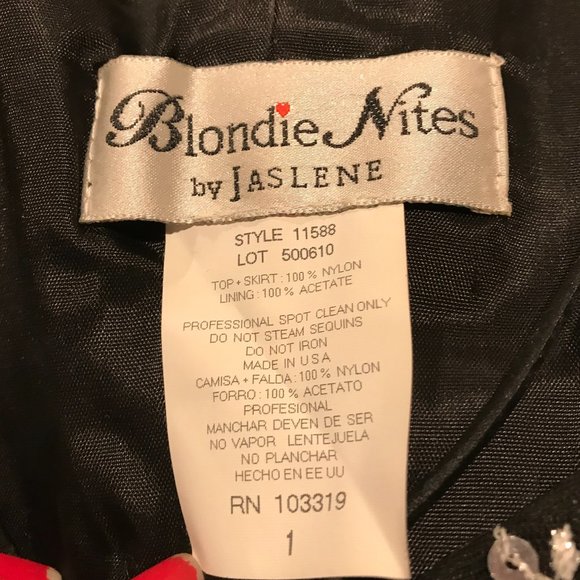 Blondie Nites
by JASLENE
STYLE 11588
LOT 500610
TOP + SKIRT : 100 % NYLON
LINING : 100 % ACETATE
PROFESSIONAL SPOT CLEAN ONLY
DO NOT STEAM SEQUINS
DO NOT IRON
MADE IN U S A
CAMISA + FALDA : 100 % NYLON
FORRO : 100 % ACETATO
PROFESIONAL
MANCHAR DEVEN DE SER
NO VAPOR LENTEJUELA
NO PLANCHAR
HECHO EN EE UU
RN 103319
1